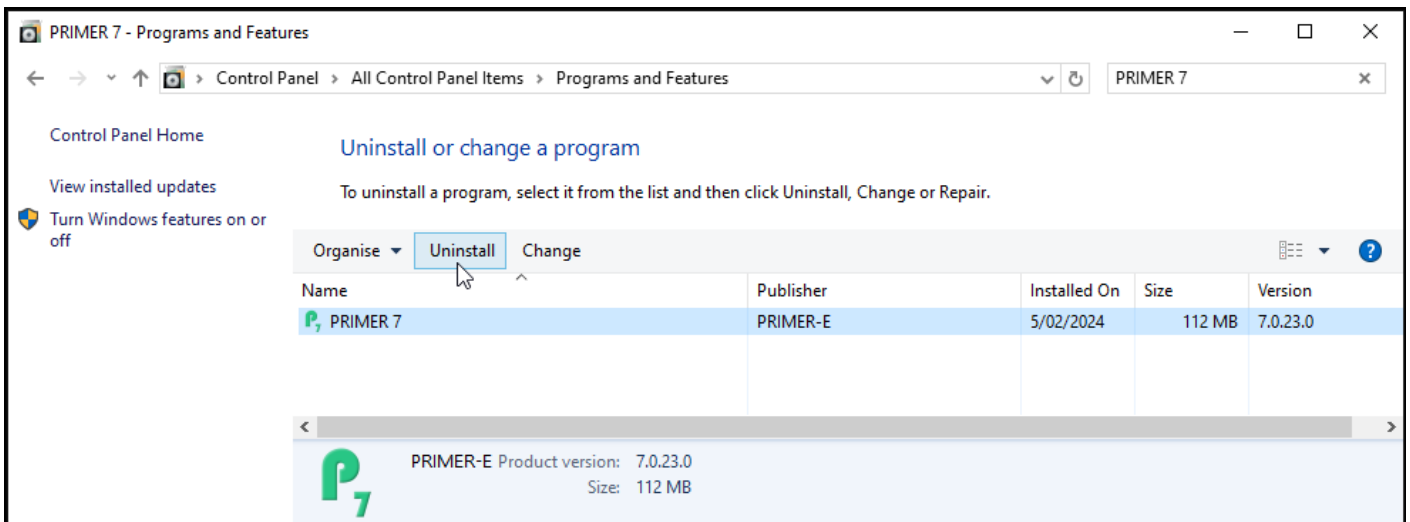 PRIMER 7 - Programs and Features
Control Panel > All Control Panel Items > Programs and Features
PRIMER 7
Control Panel Home
View installed updates
Turn Windows features on or
off
Uninstall or change a program
To uninstall a program, select it from the list and then click Uninstall, Change or Repair.
Organise Uninstall Change
Name Publisher Installed On Size Version
P7 PRIMER 7 PRIMER-E 5/02/2024 112 MB 7.0.23.0
P7
PRIMER-E Product version: 7.0.23.0
Size: 112 MB